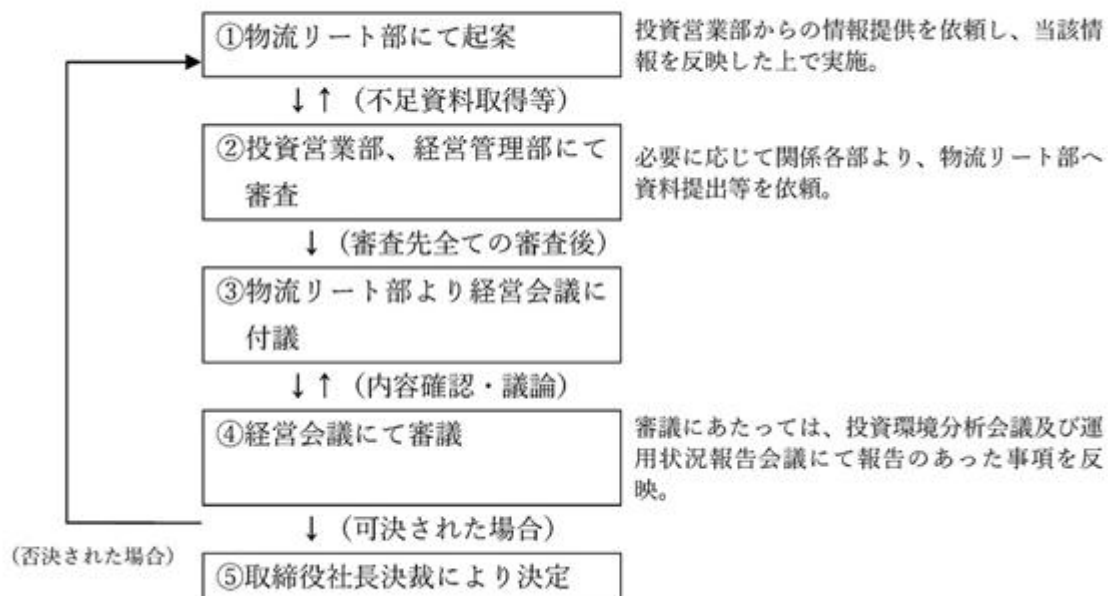 ①物流リート部にて起案
投資営業部からの情報提供を依頼し、当該情
報を反映した上で実施。
↓↑（不足資料取得等）
②投資営業部、経営管理部にて
審査
必要に応じて関係各部より、物流リート部へ
資料提出等を依頼。
↓（審査先全ての審査後）
③物流リート部より経営会議に
付議
↓↑（内容確認・議論）
④経営会議にて審議
審議にあたっては、投資環境分析会議及び運
用状況報告会議にて報告のあった事項を反
映。
↓（可決された場合）
（否決された場合）
⑤取締役社長決裁により決定